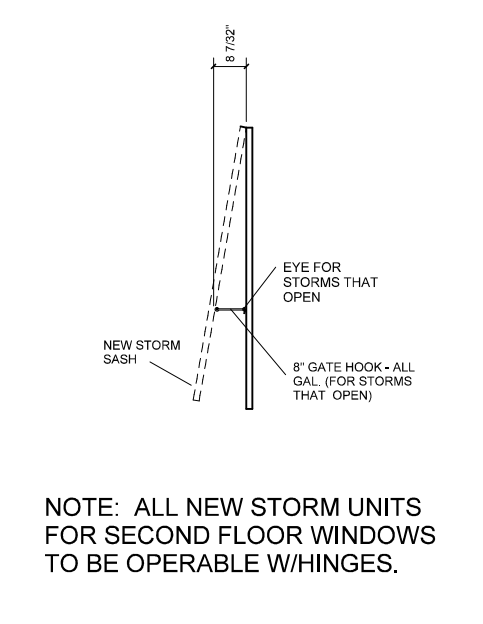 8 7/32"
EYE FOR
STORMS THAT
OPEN
NEW STORM
SASH
8" GATE HOOK - ALL
GAL. (FOR STORMS
THAT OPEN)
NOTE: ALL NEW STORM UNITS
FOR SECOND FLOOR WINDOWS
TO BE OPERABLE W/HINGES.